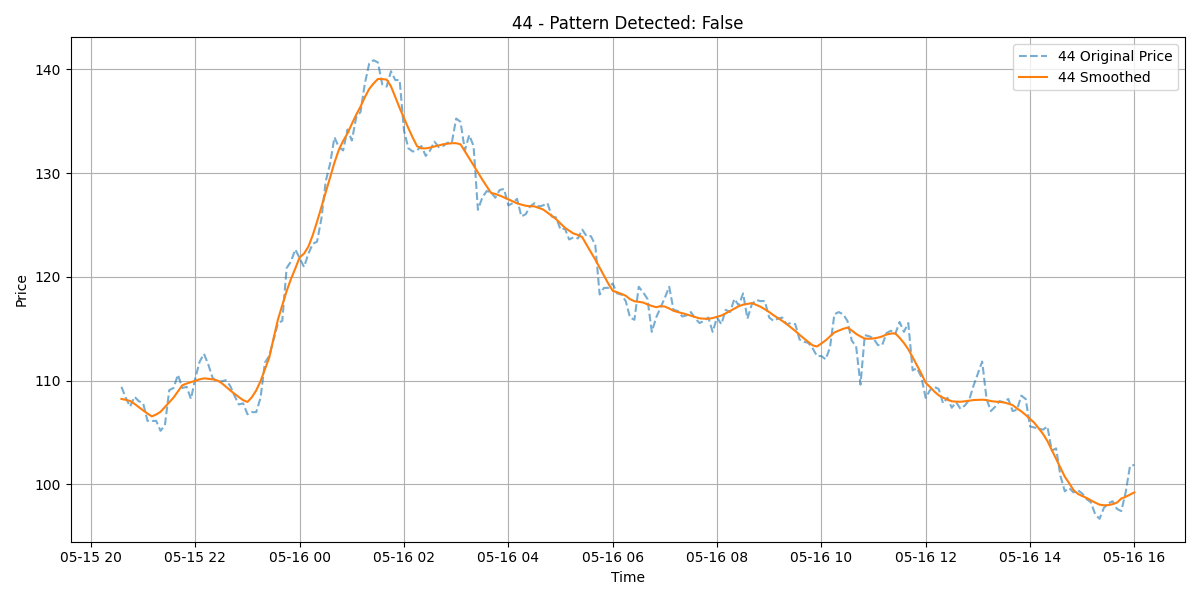 44 - Pattern Detected: False
44 Original Price
44 Smoothed
140
130
120
110
100
Price
05-15 20 05-15 22 05-16 00 05-16 02 05-16 04 05-16 06 05-16 08 05-16 10 05-16 12 05-16 14 05-16 16
Time